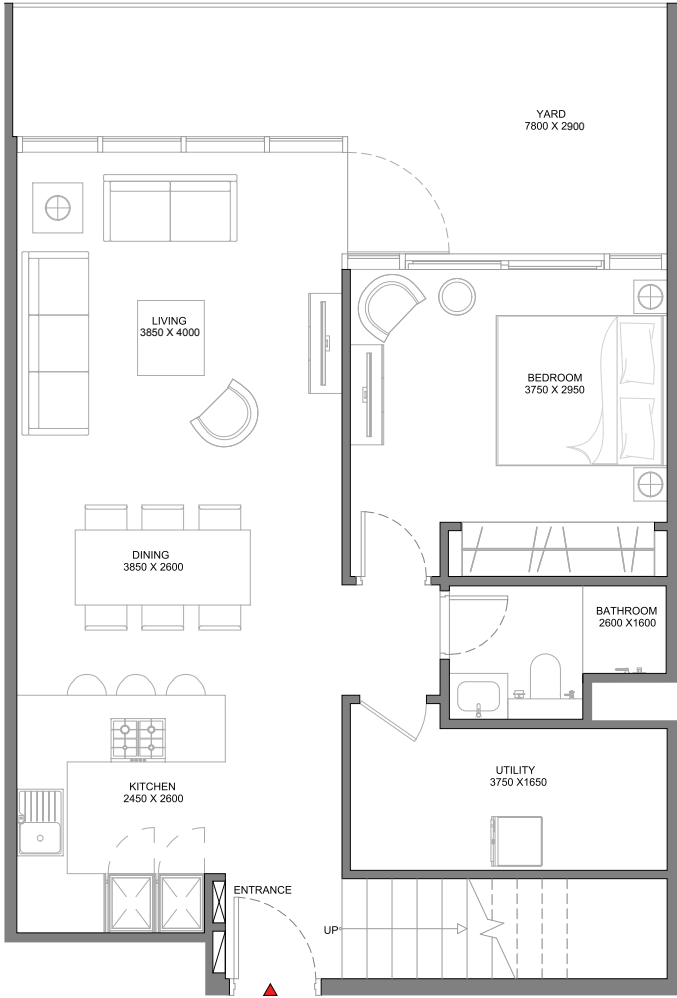 YARD
7800 X 2900
LIVING
3850 X 4000
BEDROOM
3750 X 2950
DINING
3850 X 2600
BATHROOM
2600 X1600
KITCHEN
2450 X 2600
UTILITY
3750 X1650
ENTRANCE
UP